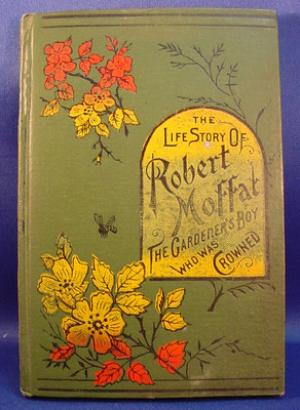 THE
LIFE STORY OF
Robert
Moffat
THE GARDENER'S BOY
WHO WAS
CROWNED